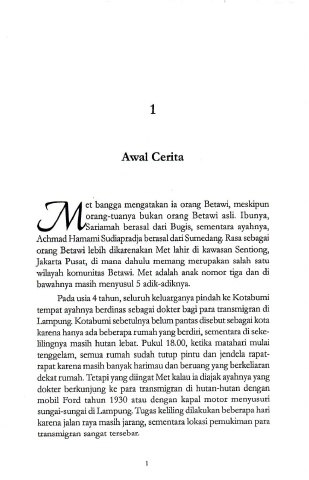 1
Awal Cerita
Met bangga mengatakan ia orang Betawi, meskipun
orang-tuanya bukan orang Betawi asli. Ibunya,
Sariamah berasal dari Bugis, sementara ayahnya,
Achmad Hamami Sudiapradja berasal dari Sumedang. Rasa sebagai
orang Betawi lebih dikarenakan Met lahir di kawasan Sentiong,
Jakarta Pusat, di mana dahulu memang merupakan salah satu
wilayah komunitas Betawi. Met adalah anak nomor tiga dan di
bawahnya masih menyusul 5 adik-adiknya.
Pada usia 4 tahun, seluruh keluarganya pindah ke Kotabumi
tempat ayahnya berdinas sebagai dokter bagi para transmigran di
Lampung. Kotabumi sebetulnya belum pantas disebut sebagai kota
karena hanya ada beberapa rumah yang berdiri, sementara di seke-
lilingnya masih hutan lebat. Pukul 18.00, ketika matahari mulai
tenggelam, semua rumah sudah tutup pintu dan jendela rapat-
rapat karena masih banyak harimau dan beruang yang berkeliaran
dekat rumah. Tetapi yang diingat Met kalau ia diajak ayahnya yang
dokter berkunjung ke para transmigran di hutan-hutan dengan
mobil Ford tahun 1930 atau dengan kapal motor menyusuri
sungai-sungai di Lampung. Tugas keliling dilakukan beberapa hari
karena jalan raya masih jarang, sementara lokasi pemukiman para
transmigran sangat tersebar.
1